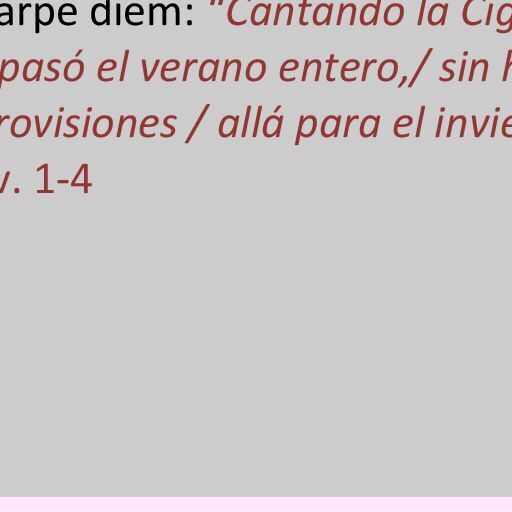 arpe diem: "Cantando la Cig
pasó el verano entero,/ sin h
rovisiones / allá para el invie
v. 1-4